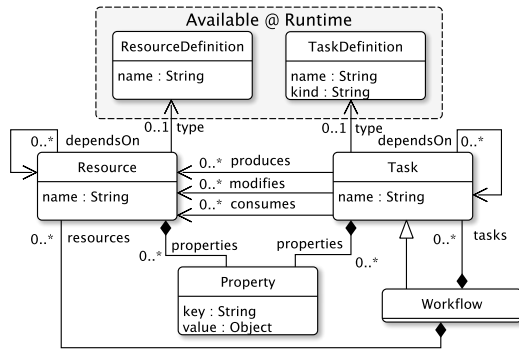 Available @ Runtime
ResourceDefinition
TaskDefinition
name : String
name : String
kind : String
0..1 type
0..1 type
0..* dependsOn
dependsOn 0..*
Resource
Task
name : String
name : String
0..* produces
0..* modifies
0..* consumes
0..* resources
0..* tasks
properties
properties
0..*
0..*
Property
key : String
value : Object
Workflow